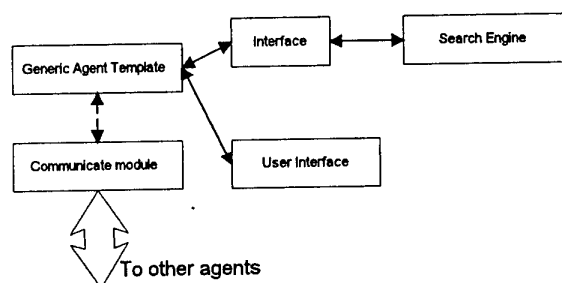 Interface
Search Engine
Generic Agent Template
Communicate module
User Interface
To other agents